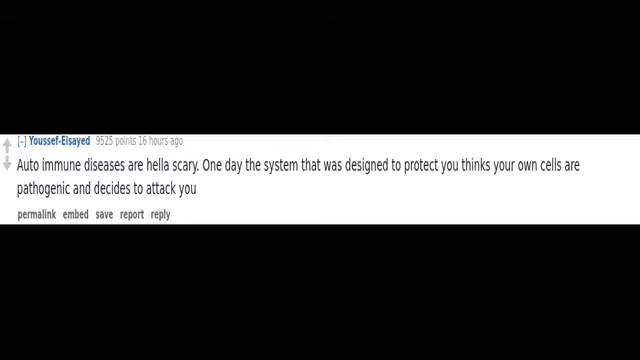 [-] Youssef-Elsayed 9525 points 16 hours ago
Auto immune diseases are hella scary. One day the system that was designed to protect you thinks your own cells are
pathogenic and decides to attack you
permalink embed save report reply